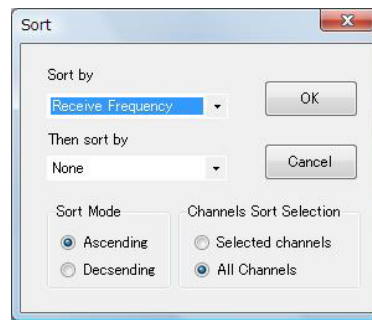 Sort
Sort by
Receive Frequency
OK
Then sort by
None
Cancel
Sort Mode
Channels Sort Selection
Ascending
Selected channels
Decsending
All Channels